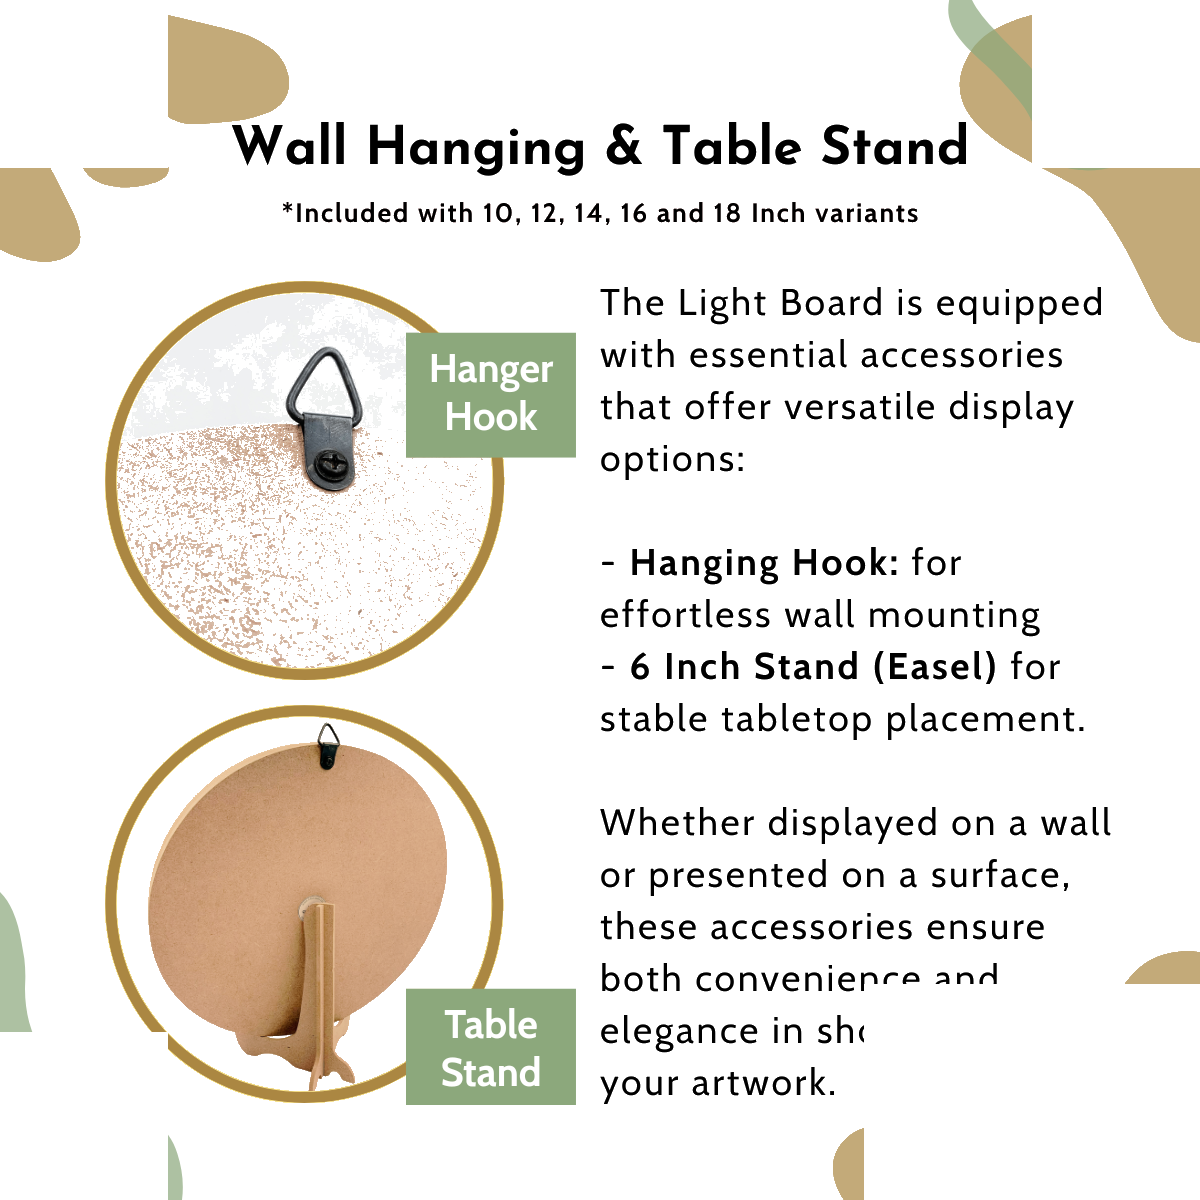 Wall Hanging & Table Stand
*Included with 10, 12, 14, 16 and 18 Inch variants
Hanger
Hook
The Light Board is equipped
with essential accessories
that offer versatile display
options:
- Hanging Hook: for
effortless wall mounting
- 6 Inch Stand (Easel) for
stable tabletop placement.
Whether displayed on a wall
or presented on a surface,
these accessories ensure
both convenience and
elegance in
your artwork.
Table
Stand